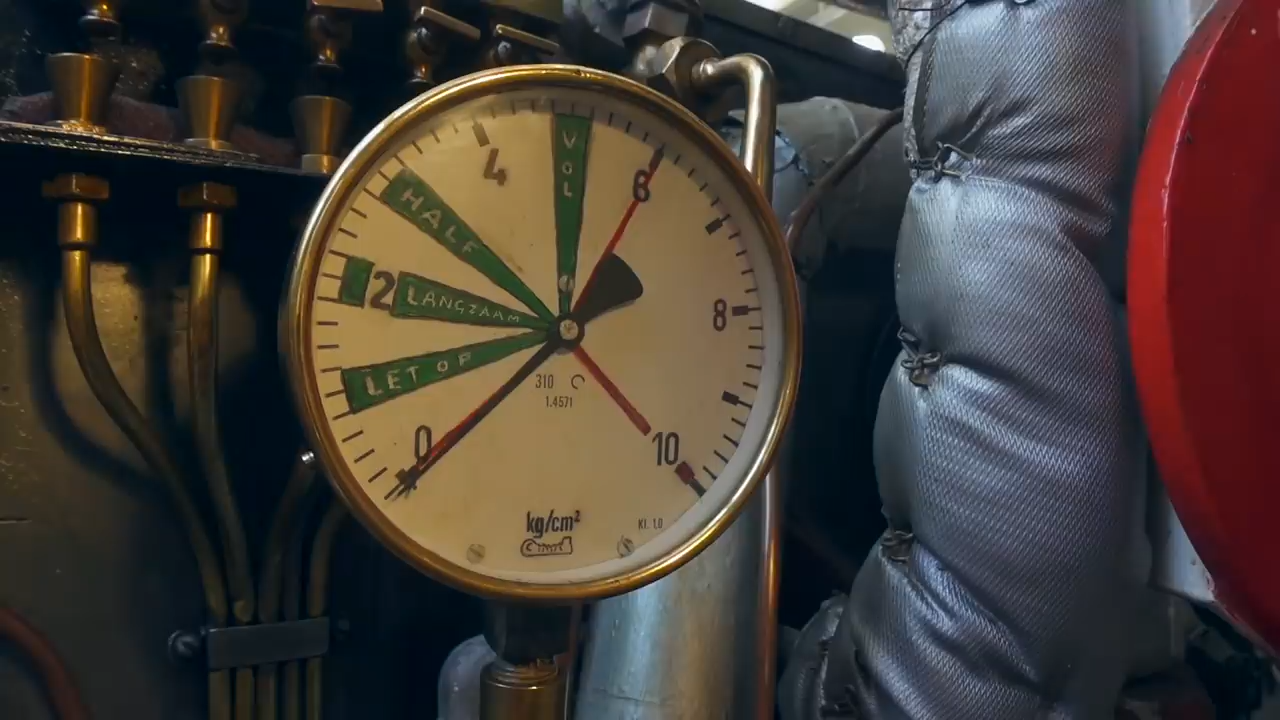 VOL
4
6
HALF
2
LANGZAAM
8
LET OP
310
1.4571
0
10
kg/cm²
Kl. 1.0